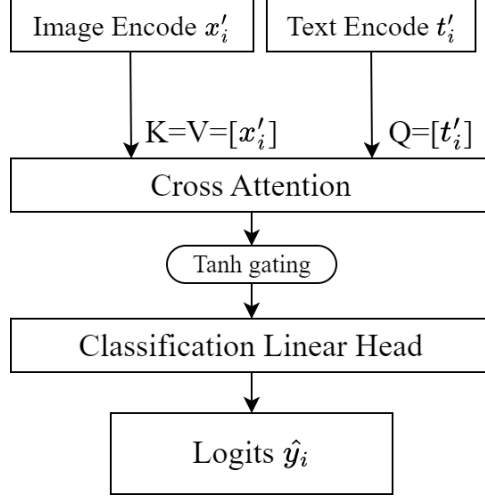 Image Encode x′ᵢ
Text Encode t′ᵢ
K=V=[x′ᵢ]
Q=[t′ᵢ]
Cross Attention
Tanh gating
Classification Linear Head
Logits ŷᵢ